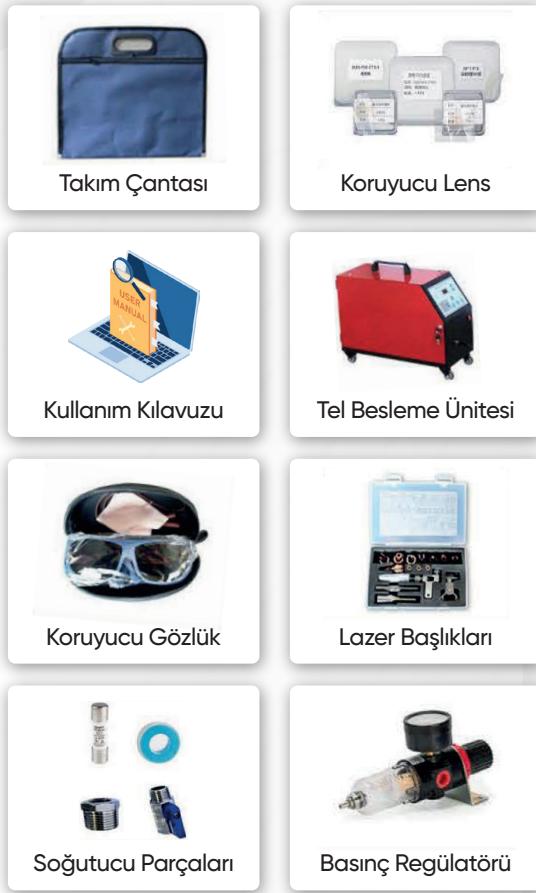 Takım Çantası
Koruyucu Lens
USER
MANUAL
Kullanım Kılavuzu
Tel Besleme Ünitesi
Koruyucu Gözlük
Lazer Başlıkları
Soğutucu Parçaları
Basınç Regülatörü